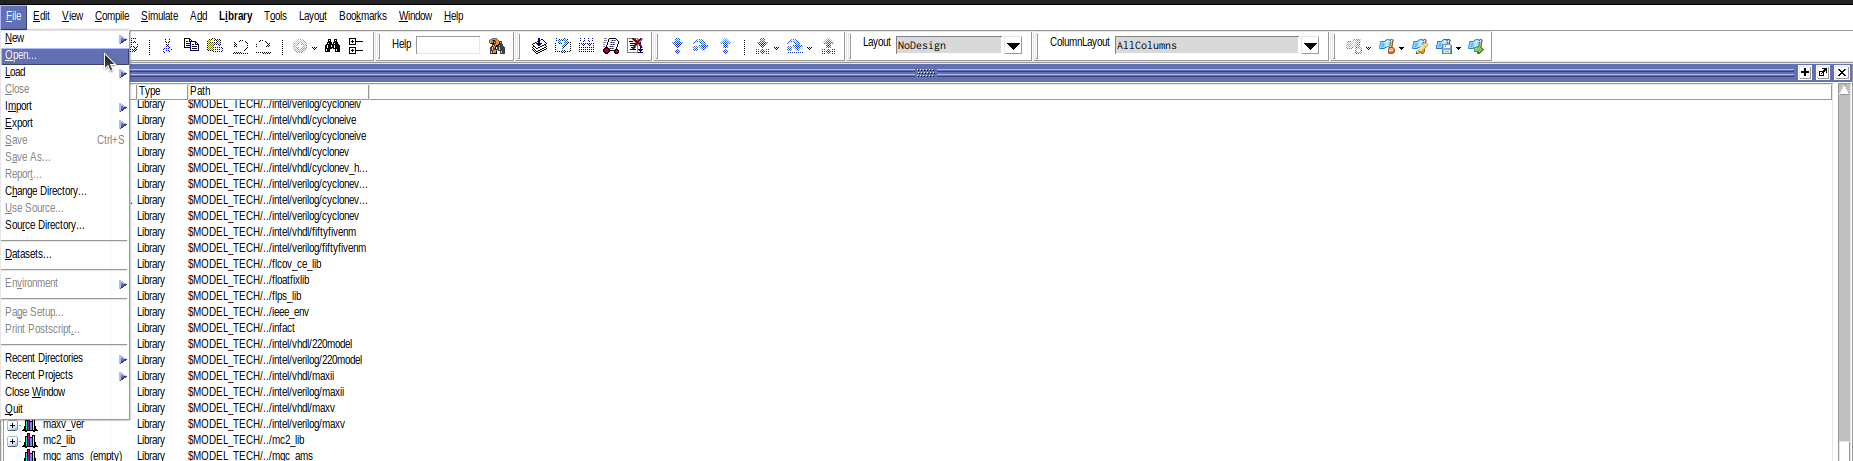 File Edit View Compile Simulate Add Library Tools Layout Bookmarks Window Help
New
Help Layout NoDesign ColumnLayout AllColumns
Open...
Load
Close
Import
Export
Save Ctrl+S
Save As...
Report...
Change Directory...
Use Source...
Source Directory...
Datasets...
Environment
Page Setup...
Print Postscript...
Recent Directories
Recent Projects
Close Window
Quit
Type Path
Library $MODEL_TECH/../intel/verilog/cycloneiv
Library $MODEL_TECH/../intel/vhdl/cycloneive
Library $MODEL_TECH/../intel/verilog/cycloneive
Library $MODEL_TECH/../intel/vhdl/cyclonev
Library $MODEL_TECH/../intel/vhdl/cyclonev_h...
Library $MODEL_TECH/../intel/verilog/cyclonev...
Library $MODEL_TECH/../intel/verilog/cyclonev...
Library $MODEL_TECH/../intel/verilog/cyclonev
Library $MODEL_TECH/../intel/vhdl/fiftyfivenm
Library $MODEL_TECH/../intel/verilog/fiftyfivenm
Library $MODEL_TECH/../flcov_ce_lib
Library $MODEL_TECH/../floatfixlib
Library $MODEL_TECH/../flps_lib
Library $MODEL_TECH/../ieee_env
Library $MODEL_TECH/../infact
Library $MODEL_TECH/../intel/vhdl/220model
Library $MODEL_TECH/../intel/verilog/220model
Library $MODEL_TECH/../intel/vhdl/maxii
Library $MODEL_TECH/../intel/verilog/maxii
Library $MODEL_TECH/../intel/vhdl/maxv
maxv_ver Library $MODEL_TECH/../intel/verilog/maxv
mc2_lib Library $MODEL_TECH/../mc2_lib
mgc_ams (empty) Library $MODEL_TECH/../mgc_ams